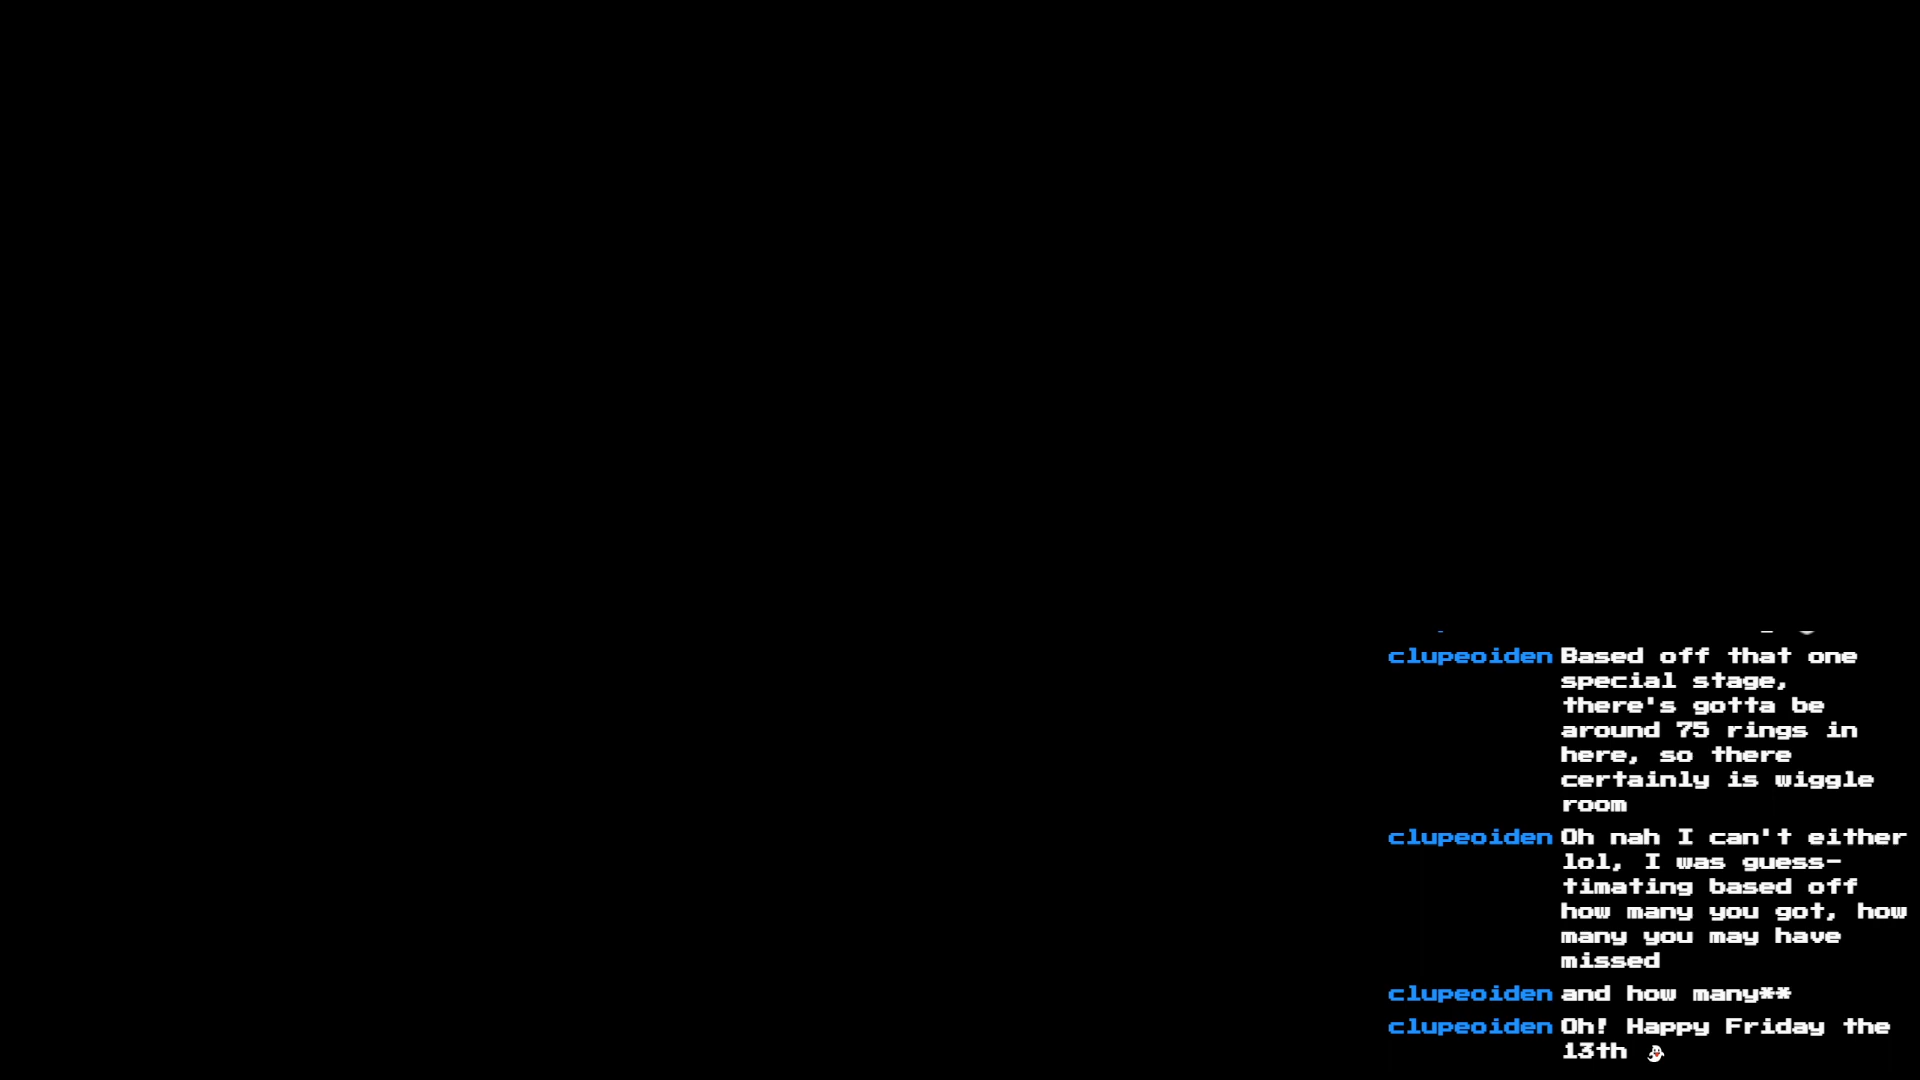 clupeoiden Based off that one
special stage,
there's gotta be
around 75 rings in
here, so there
certainly is wiggle
room
clupeoiden Oh nah I can't either
lol, I was guess-
timating based off
how many you got, how
many you may have
missed
clupeoiden and how many**
clupeoiden Oh! Happy Friday the
13th 👻